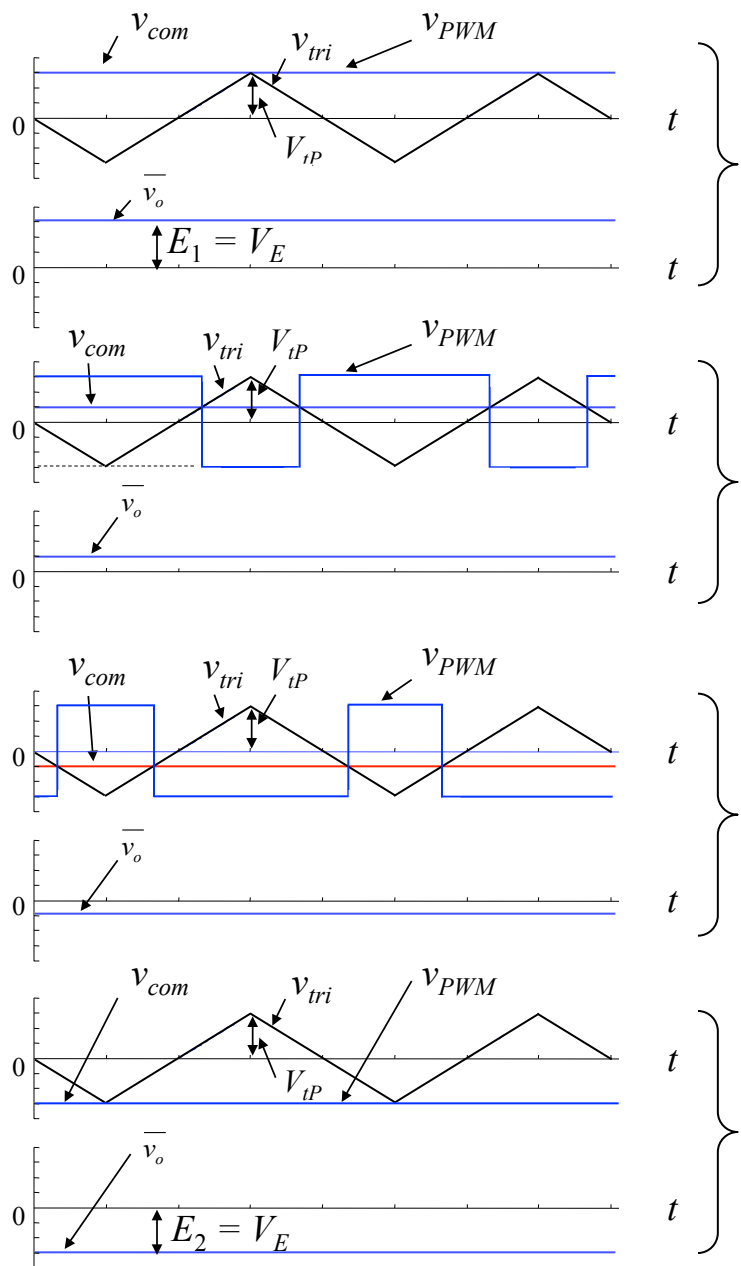 v_com v_tri v_PWM
0 V_tP t
v̅_o
E_1 = V_E
0 t
v_com v_tri V_tP v_PWM
0 t
v̅_o
0 t
v_com v_tri V_tP v_PWM
0 t
v̅_o
0 t
v_com v_tri v_PWM
0 V_tP t
v̅_o
0 t
E_2 = V_E